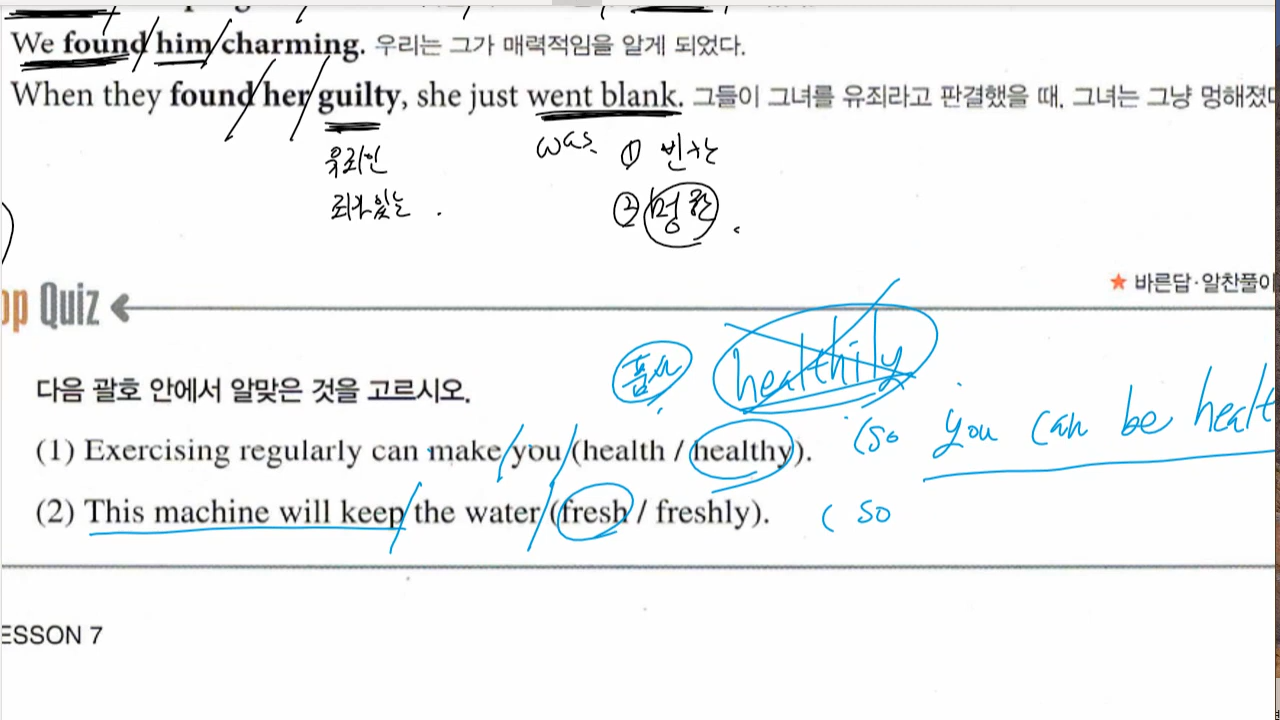 We found him charming. 우리는 그가 매력적임을 알게 되었다.
When they found her guilty, she just went blank. 그들이 그녀를 유죄라고 판결했을 때, 그녀는 그냥 멍해졌다
was. ① 빈
유죄인
죄가있는. ② 멍한.
op Quiz
★ 바른답·알찬풀이
품사 healthily
다음 괄호 안에서 알맞은 것을 고르시오.
(1) Exercising regularly can make you (health / healthy). (so you can be healt
(2) This machine will keep the water (fresh / freshly). ( so
ESSON 7